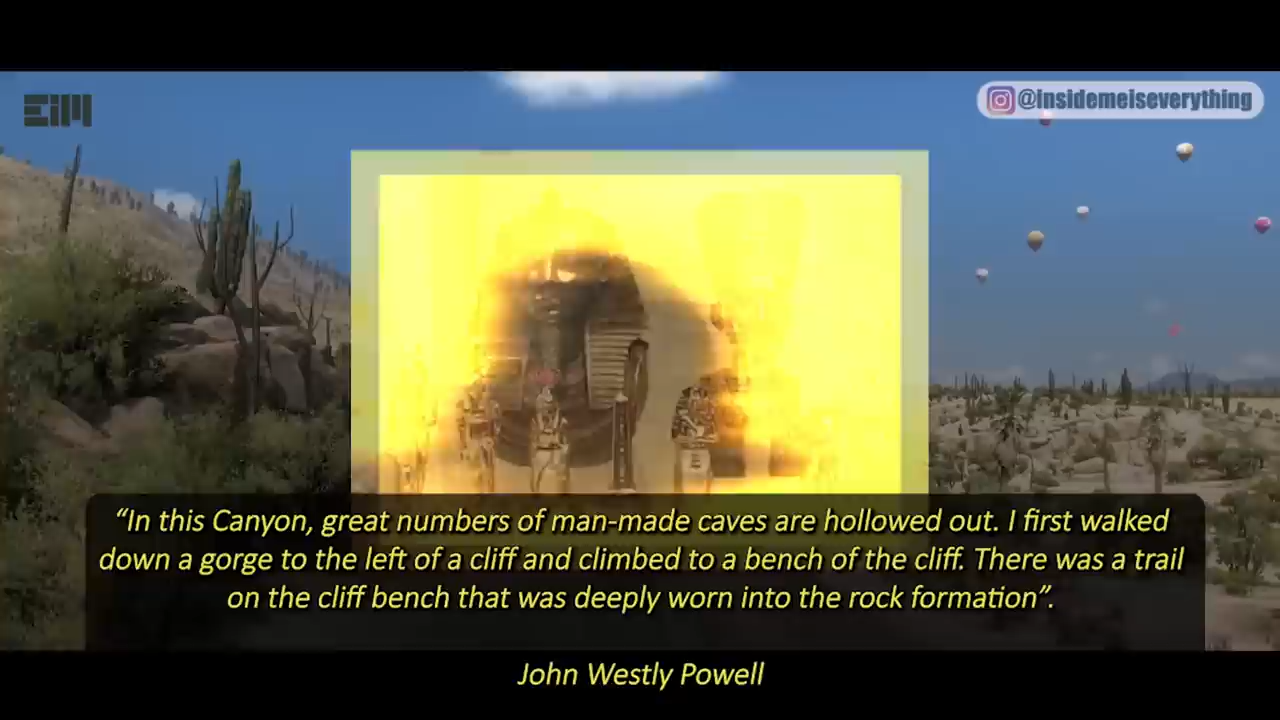 EiM
@Insidemeiseverything
“In this Canyon, great numbers of man-made caves are hollowed out. I first walked
down a gorge to the left of a cliff and climbed to a bench of the cliff. There was a trail
on the cliff bench that was deeply worn into the rock formation”.
John Westly Powell